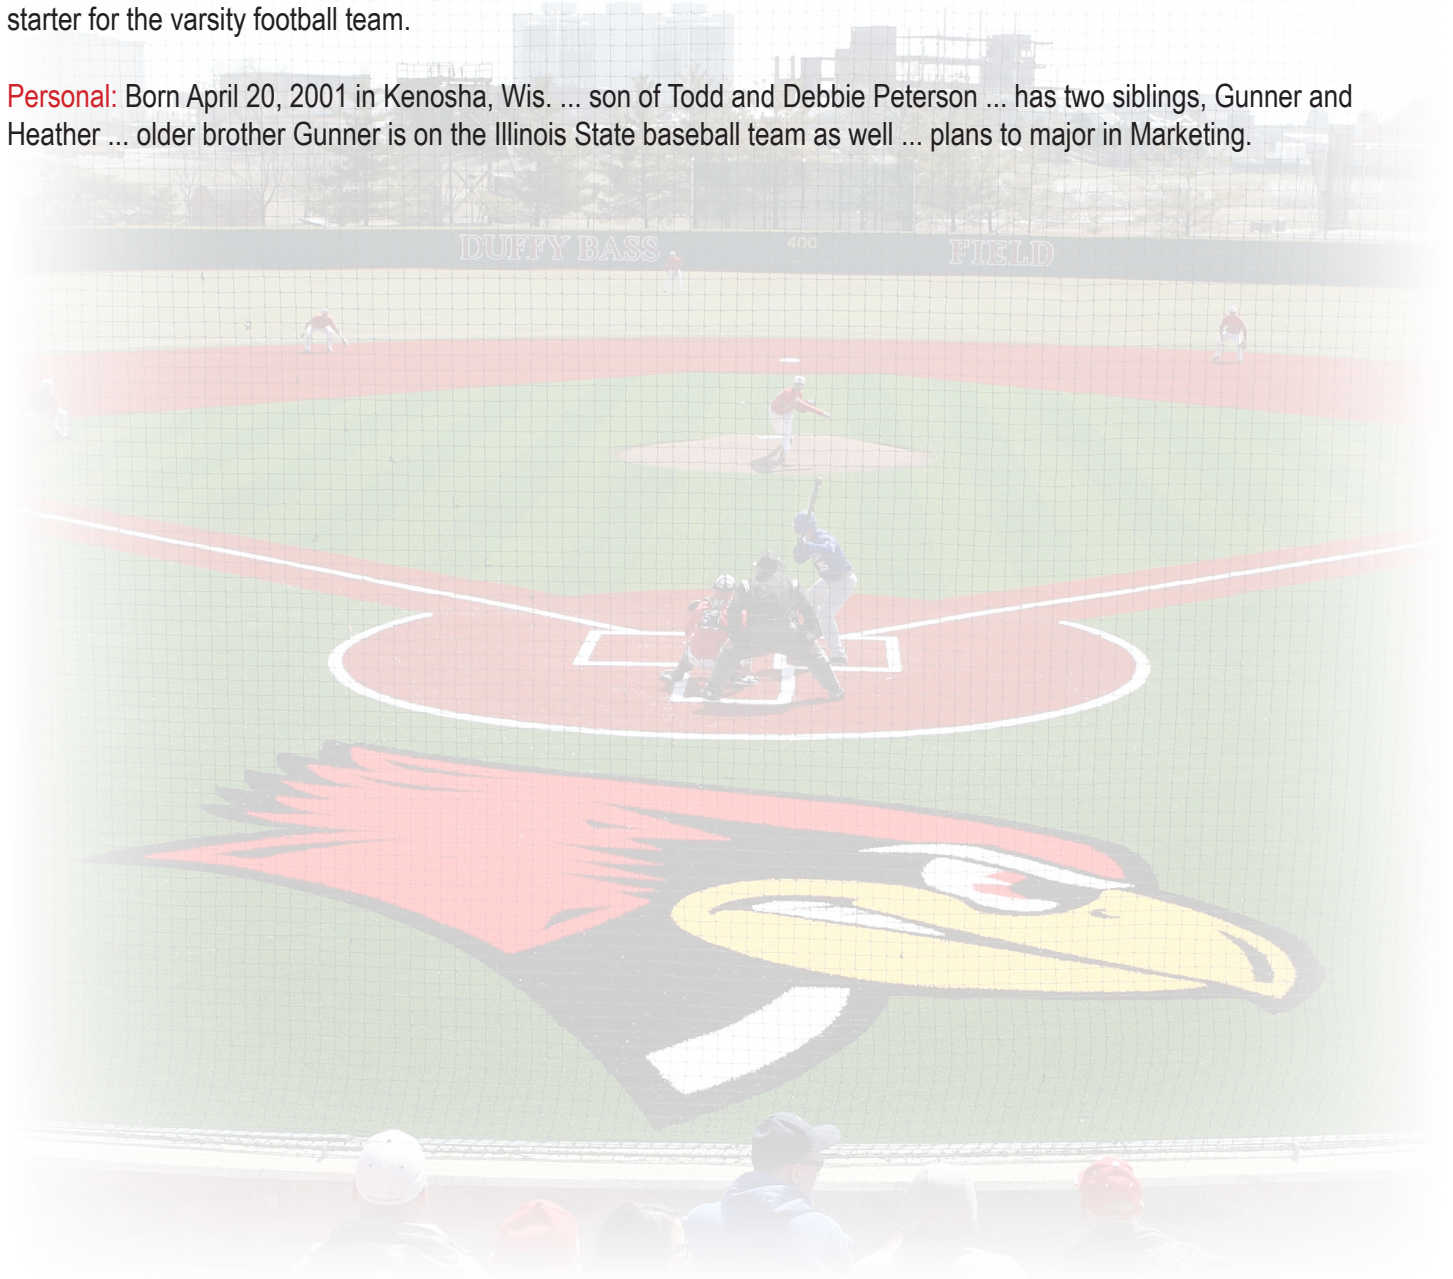 starter for the varsity football team.
Personal: Born April 20, 2001 in Kenosha, Wis. ... son of Todd and Debbie Peterson ... has two siblings, Gunner and
Heather ... older brother Gunner is on the Illinois State baseball team as well ... plans to major in Marketing.
DUFFY BASS 400 FIELD